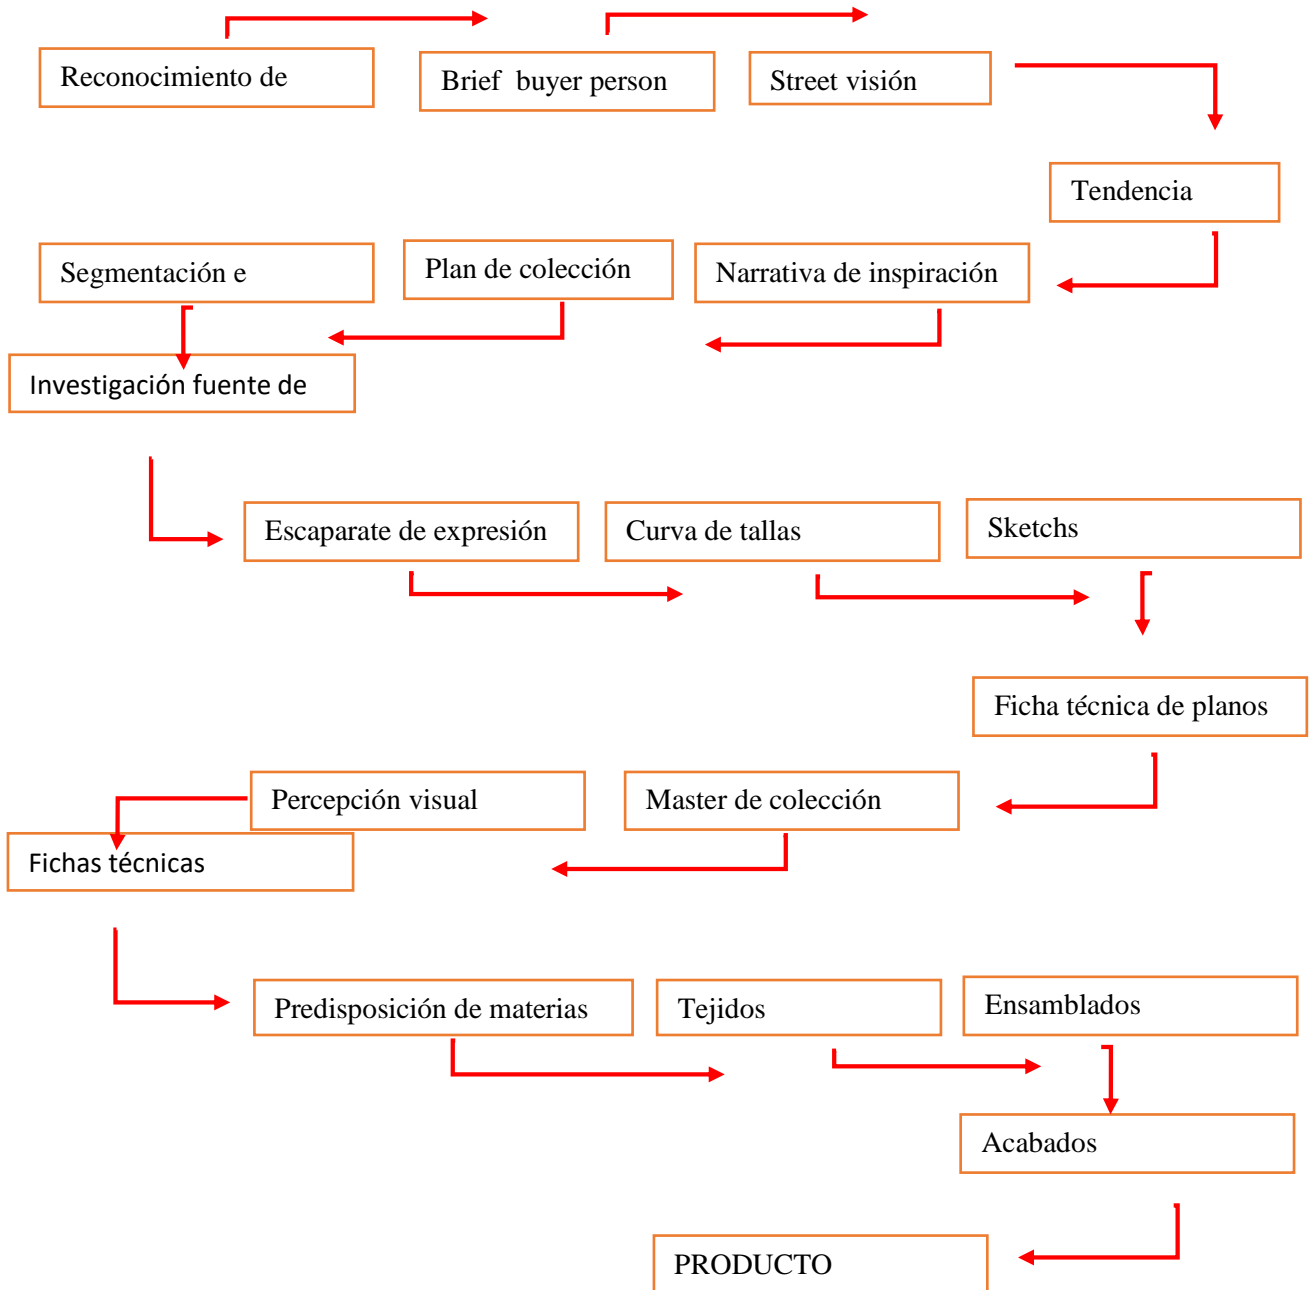 Reconocimiento de
Brief  buyer person
Street visión
Tendencia
Narrativa de inspiración
Plan de colección
Segmentación e
Investigación fuente de
Escaparate de expresión
Curva de tallas
Sketchs
Ficha técnica de planos
Master de colección
Percepción visual
Fichas técnicas
Predisposición de materias
Tejidos
Ensamblados
Acabados
PRODUCTO